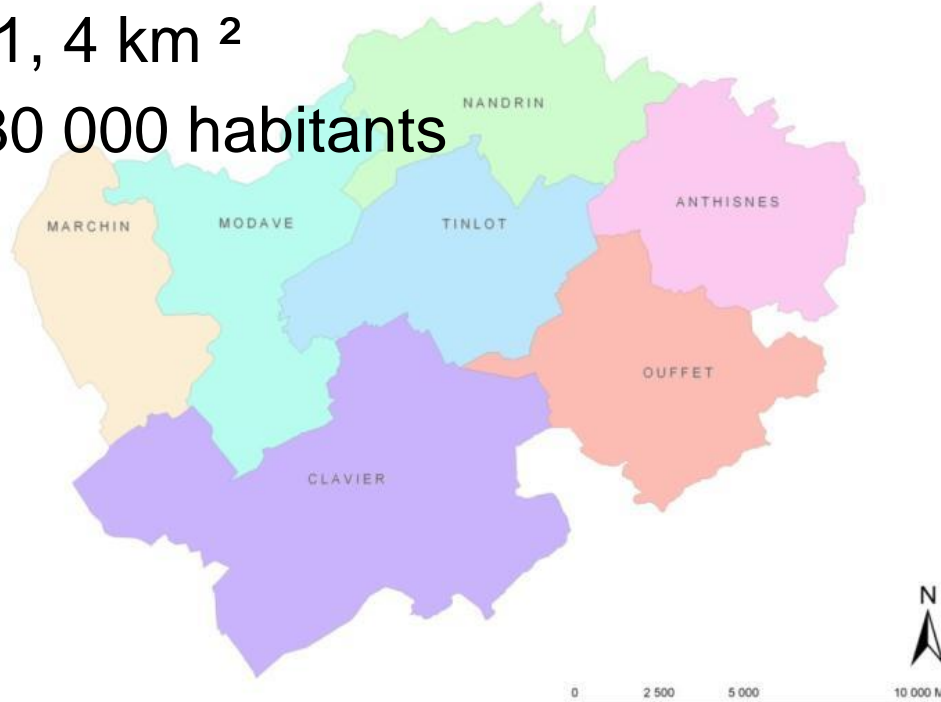 1, 4 km ²
30 000 habitants
NANDRIN
ANTHISNES
MARCHIN
MODAVE
TINLOT
OUFFET
CLAVIER
N
0 2 500 5 000 10 000 M